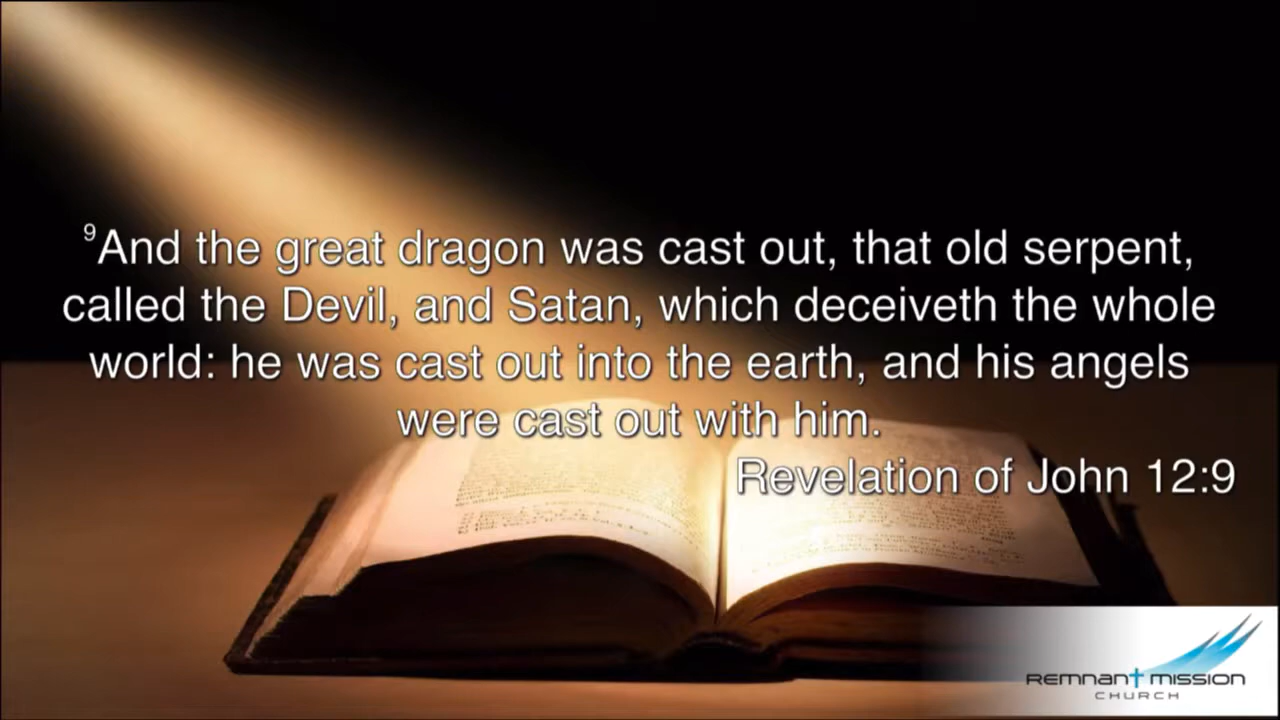 ⁹And the great dragon was cast out, that old serpent,
called the Devil, and Satan, which deceiveth the whole
world: he was cast out into the earth, and his angels
were cast out with him.
Revelation of John 12:9
REMNANT MISSION
CHURCH